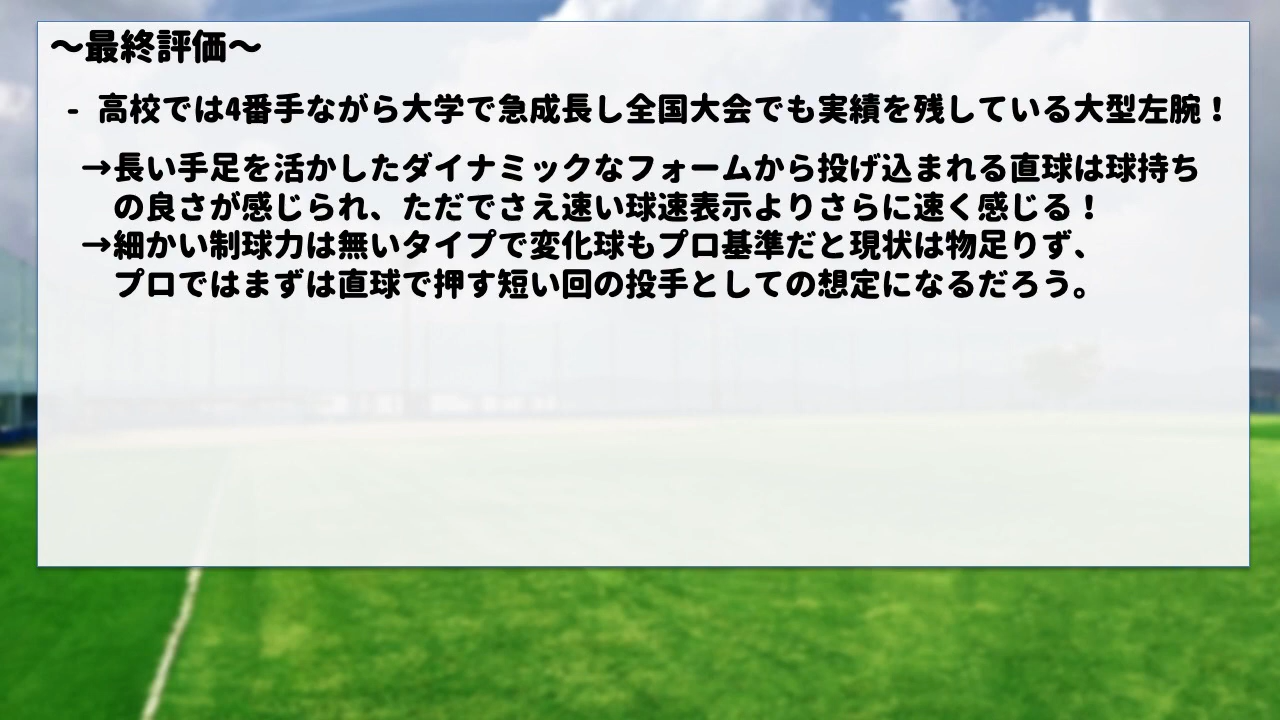 ～最終評価～
- 高校では4番手ながら大学で急成長し全国大会でも実績を残している大型左腕！
→長い手足を活かしたダイナミックなフォームから投げ込まれる直球は球持ち
の良さが感じられ、ただでさえ速い球速表示よりさらに速く感じる！
→細かい制球力は無いタイプで変化球もプロ基準だと現状は物足りず、
プロではまずは直球で押す短い回の投手としての想定になるだろう。